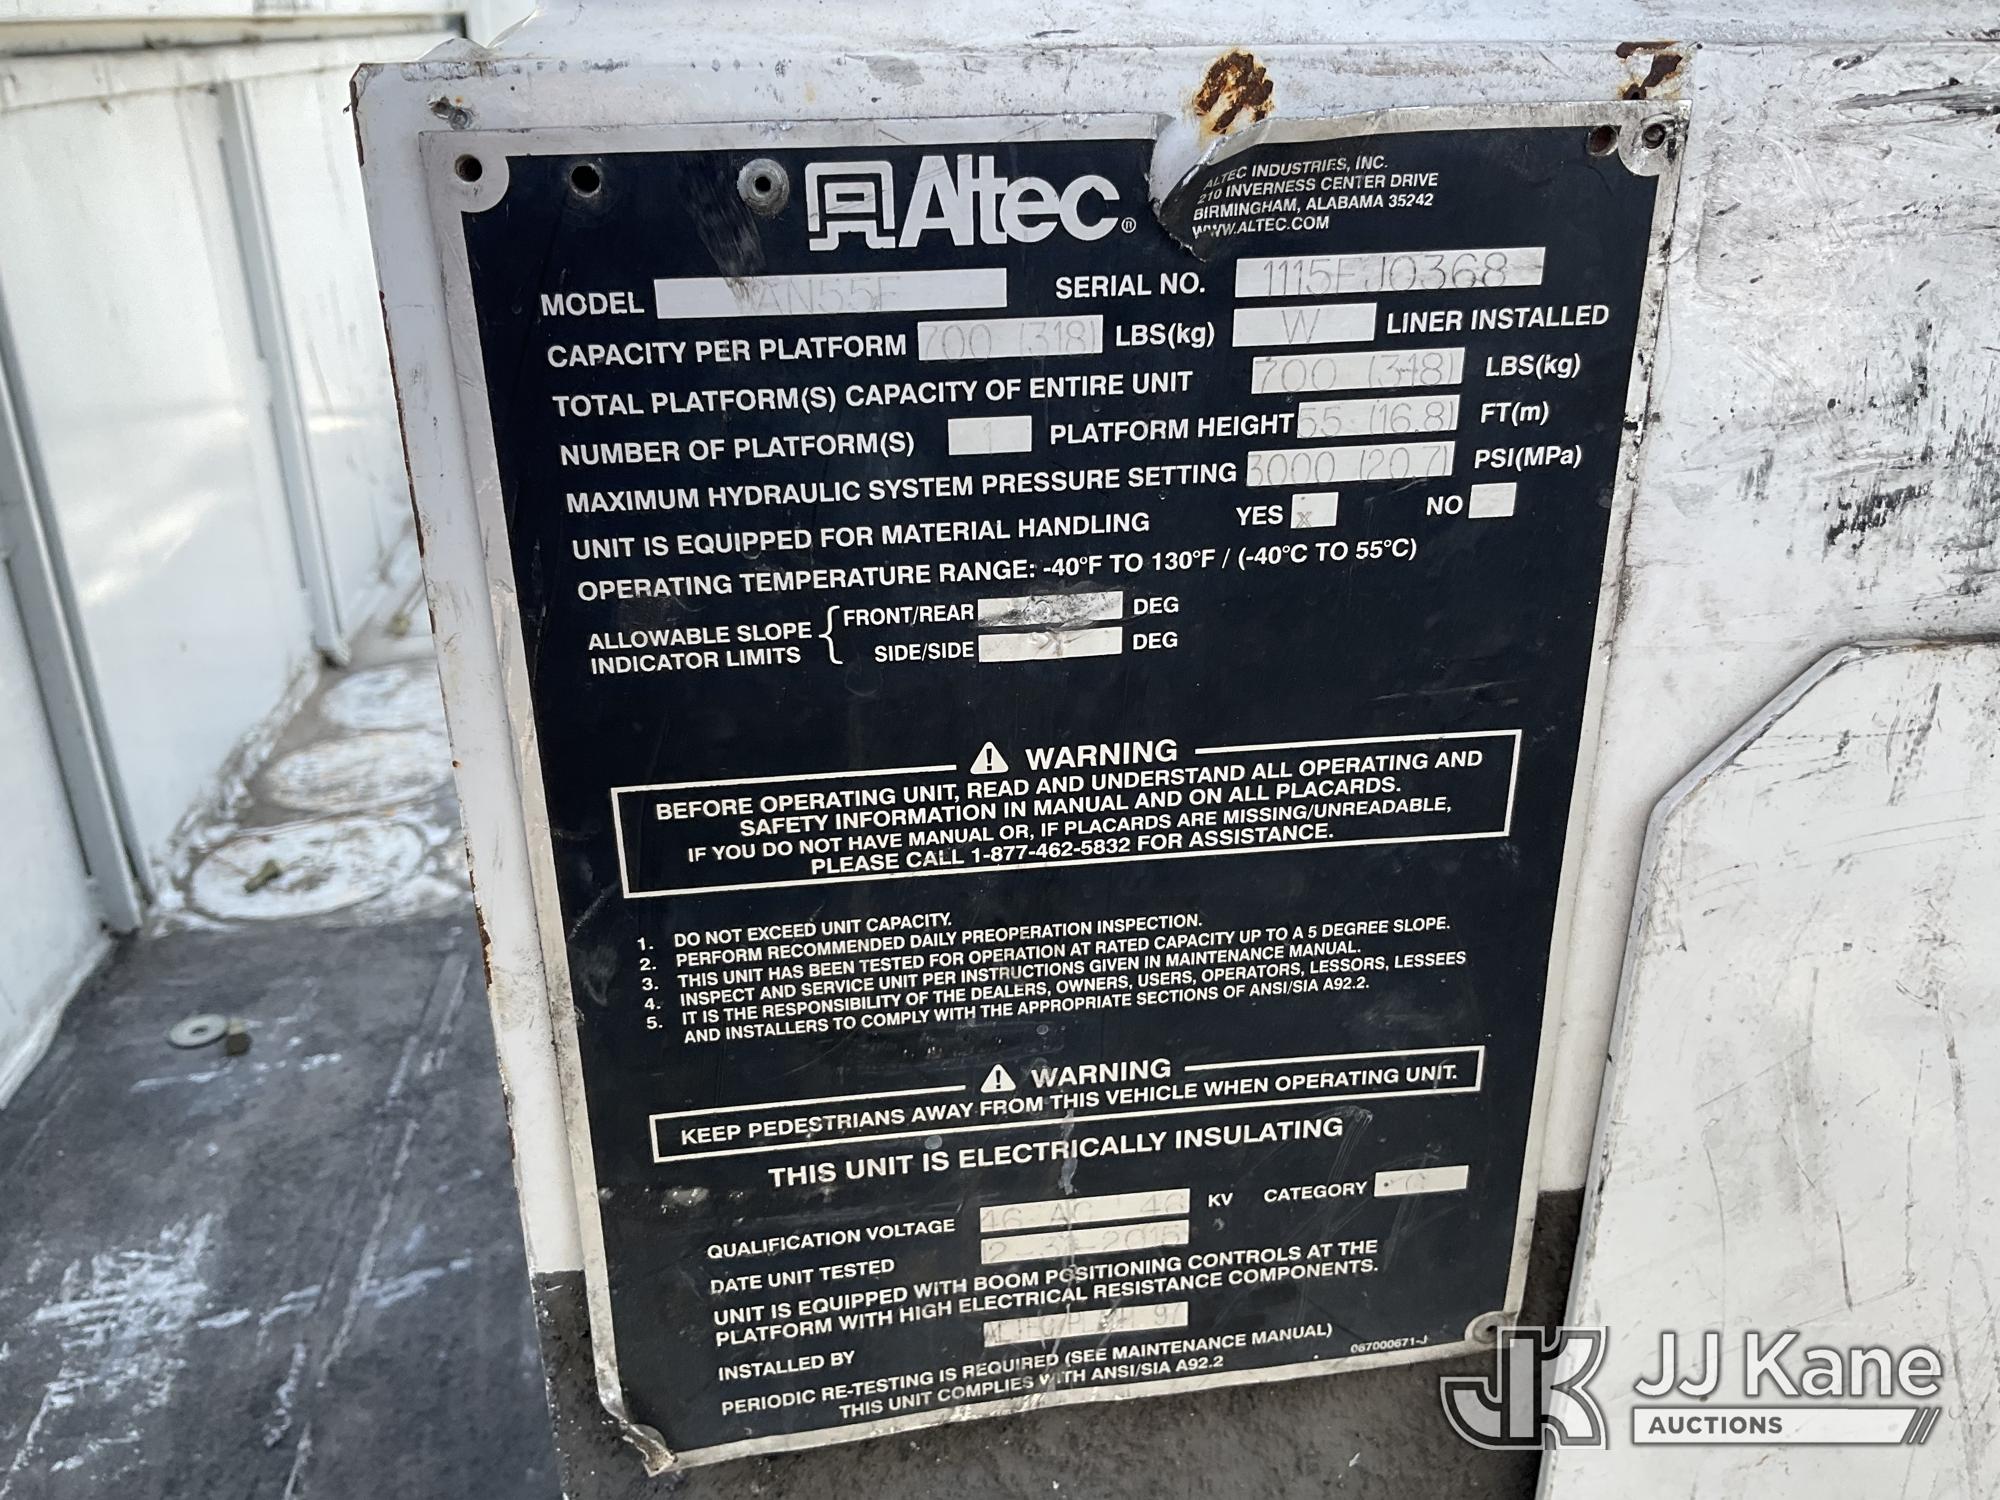 Altec®
ALTEC INDUSTRIES, INC.
210 INVERNESS CENTER DRIVE
BIRMINGHAM, ALABAMA 35242
WWW.ALTEC.COM
MODEL AN55E SERIAL NO. 1115FJ0368
CAPACITY PER PLATFORM 700 (318) LBS(kg) W LINER INSTALLED
TOTAL PLATFORM(S) CAPACITY OF ENTIRE UNIT 700 (318) LBS(kg)
NUMBER OF PLATFORM(S) 1 PLATFORM HEIGHT 55 (16.8) FT(m)
MAXIMUM HYDRAULIC SYSTEM PRESSURE SETTING 3000 (20.7) PSI(MPa)
UNIT IS EQUIPPED FOR MATERIAL HANDLING YES x NO
OPERATING TEMPERATURE RANGE: -40°F TO 130°F / (-40°C TO 55°C)
ALLOWABLE SLOPE INDICATOR LIMITS { FRONT/REAR DEG
SIDE/SIDE DEG
WARNING
BEFORE OPERATING UNIT, READ AND UNDERSTAND ALL OPERATING AND
SAFETY INFORMATION IN MANUAL AND ON ALL PLACARDS.
IF YOU DO NOT HAVE MANUAL OR, IF PLACARDS ARE MISSING/UNREADABLE,
PLEASE CALL 1-877-462-5832 FOR ASSISTANCE.
1. DO NOT EXCEED UNIT CAPACITY.
2. PERFORM RECOMMENDED DAILY PREOPERATION INSPECTION.
3. THIS UNIT HAS BEEN TESTED FOR OPERATION AT RATED CAPACITY UP TO A 5 DEGREE SLOPE.
4. INSPECT AND SERVICE UNIT PER INSTRUCTIONS GIVEN IN MAINTENANCE MANUAL.
5. IT IS THE RESPONSIBILITY OF THE DEALERS, OWNERS, USERS, OPERATORS, LESSORS, LESSEES
AND INSTALLERS TO COMPLY WITH THE APPROPRIATE SECTIONS OF ANSI/SIA A92.2.
WARNING
KEEP PEDESTRIANS AWAY FROM THIS VEHICLE WHEN OPERATING UNIT.
THIS UNIT IS ELECTRICALLY INSULATING
QUALIFICATION VOLTAGE 46 AC 46 KV CATEGORY C
DATE UNIT TESTED 2015
UNIT IS EQUIPPED WITH BOOM POSITIONING CONTROLS AT THE
PLATFORM WITH HIGH ELECTRICAL RESISTANCE COMPONENTS.
INSTALLED BY
PERIODIC RE-TESTING IS REQUIRED (SEE MAINTENANCE MANUAL)
THIS UNIT COMPLIES WITH ANSI/SIA A92.2
067000671-J
JK JJ Kane
AUCTIONS